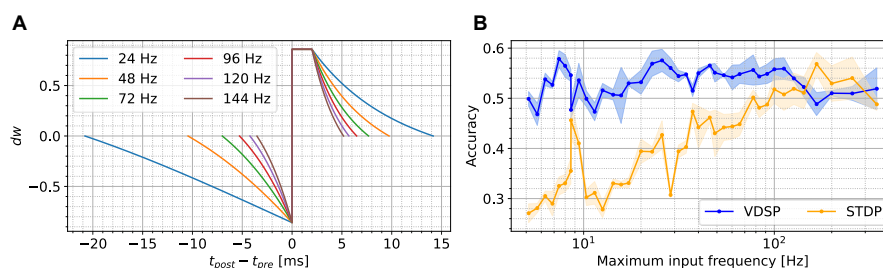 A
24 Hz
48 Hz
72 Hz
96 Hz
120 Hz
144 Hz
0.5
0.0
−0.5
dw
−20 −15 −10 −5 0 5 10 15
t_post − t_pre [ms]
B
0.6
0.5
0.4
0.3
Accuracy
VDSP
STDP
10^1 10^2
Maximum input frequency [Hz]